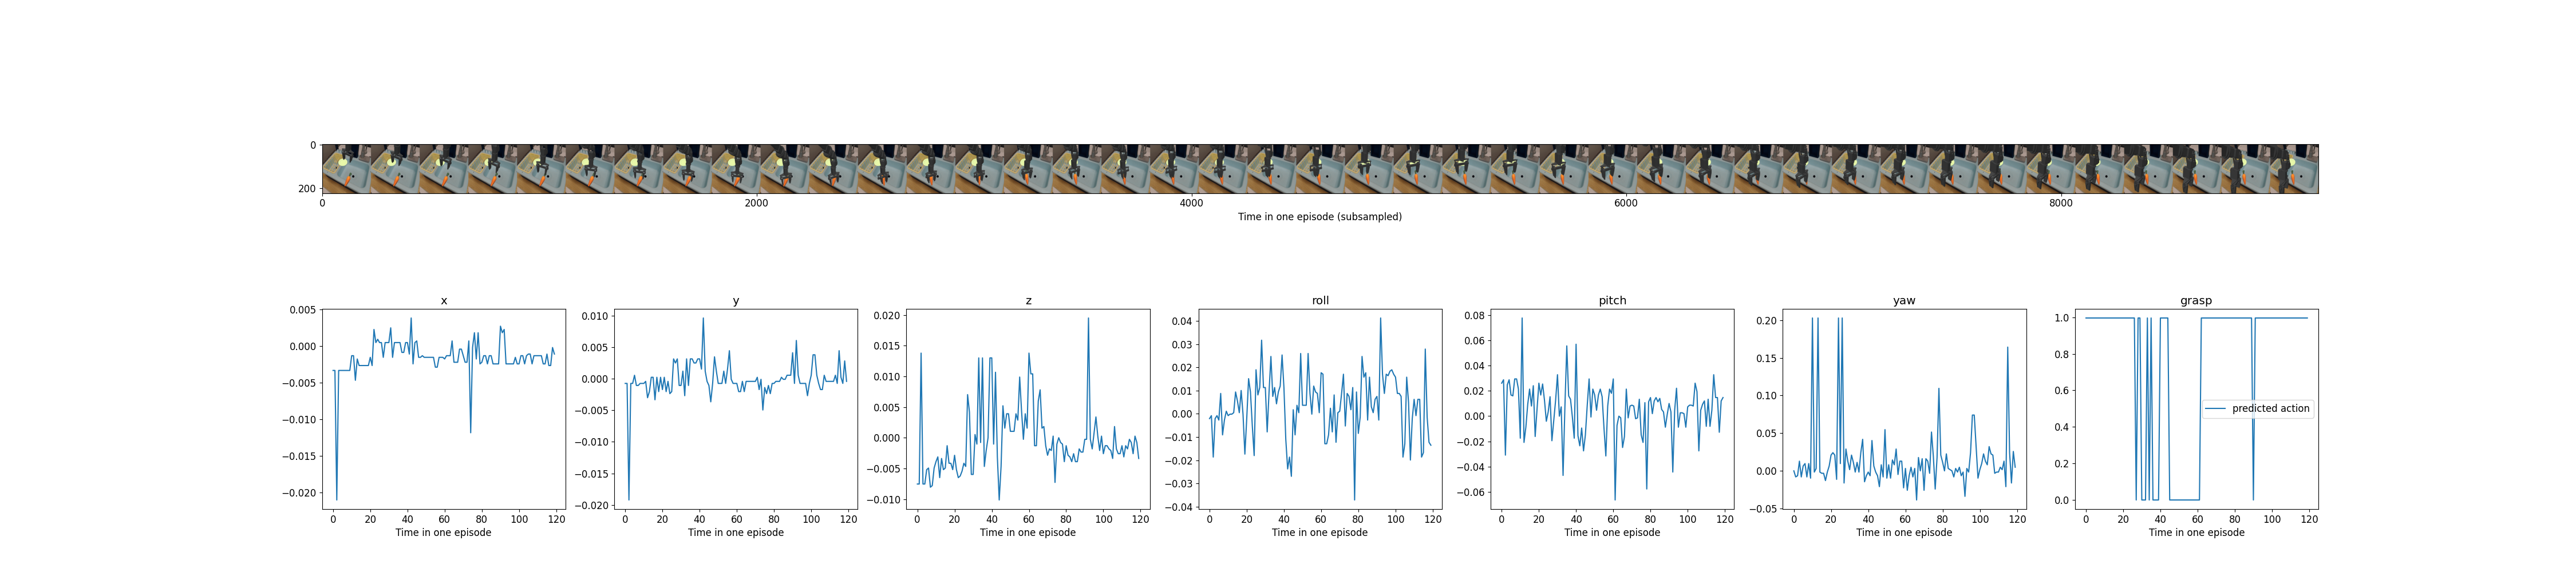 0
200
0 2000 4000 6000 8000
Time in one episode (subsampled)
x
0.005
0.000
−0.005
−0.010
−0.015
−0.020
0 20 40 60 80 100 120
Time in one episode
y
0.010
0.005
0.000
−0.005
−0.010
−0.015
−0.020
0 20 40 60 80 100 120
Time in one episode
z
0.020
0.015
0.010
0.005
0.000
−0.005
−0.010
0 20 40 60 80 100 120
Time in one episode
roll
0.04
0.03
0.02
0.01
0.00
−0.01
−0.02
−0.03
−0.04
0 20 40 60 80 100 120
Time in one episode
pitch
0.08
0.06
0.04
0.02
0.00
−0.02
−0.04
−0.06
0 20 40 60 80 100 120
Time in one episode
yaw
0.20
0.15
0.10
0.05
0.00
−0.05
0 20 40 60 80 100 120
Time in one episode
grasp
1.0
0.8
0.6
0.4
0.2
0.0
predicted action
0 20 40 60 80 100 120
Time in one episode